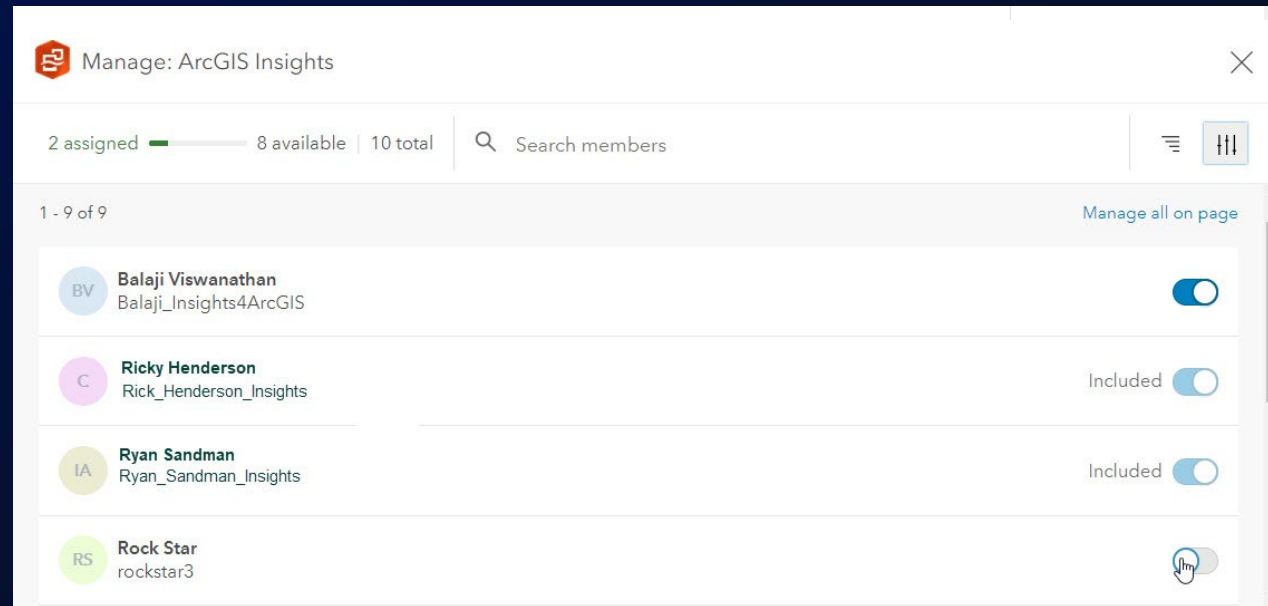 Manage: ArcGIS Insights
2 assigned 8 available | 10 total Search members
1 - 9 of 9 Manage all on page
BV Balaji Viswanathan
Balaji_Insights4ArcGIS
C Ricky Henderson
Rick_Henderson_Insights
Included
IA Ryan Sandman
Ryan_Sandman_Insights
Included
RS Rock Star
rockstar3